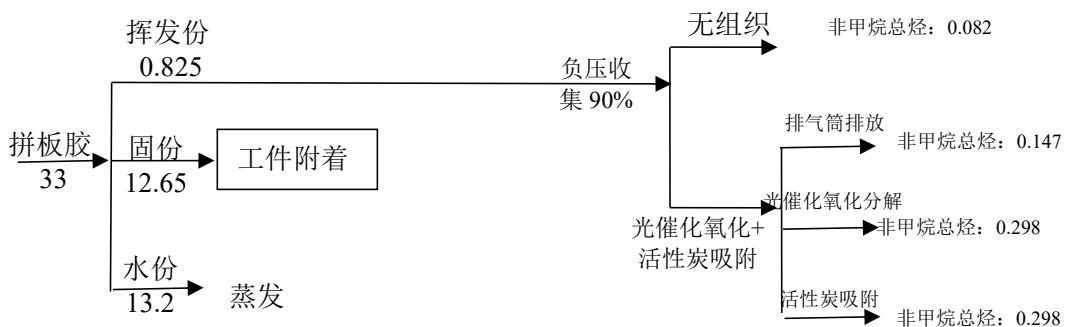 挥发份
0.825
无组织
非甲烷总烃：0.082
负压收
集 90%
拼板胶
33
固份
12.65
工件附着
排气筒排放
非甲烷总烃：0.147
光催化氧化分解
非甲烷总烃：0.298
光催化氧化+
活性炭吸附
水份
13.2
蒸发
活性炭吸附
非甲烷总烃：0.298